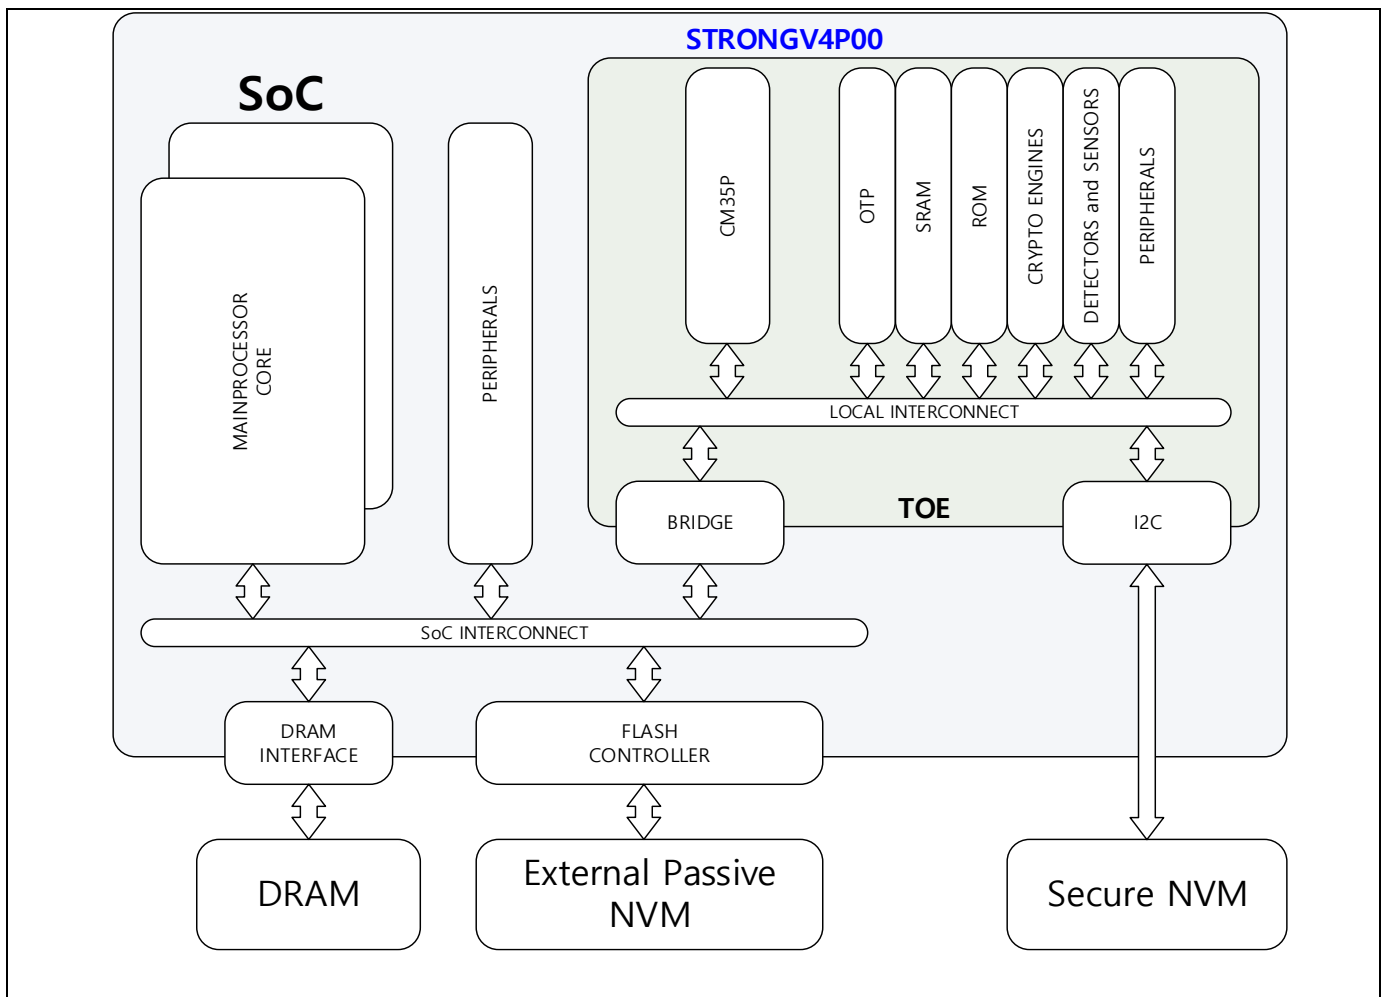 STRONGV4P00
SoC
MAINPROCESSOR
CORE
PERIPHERALS
CM35P
OTP
SRAM
ROM
CRYPTO ENGINES
DETECTORS and SENSORS
PERIPHERALS
LOCAL INTERCONNECT
BRIDGE
TOE
I2C
SoC INTERCONNECT
DRAM
INTERFACE
FLASH
CONTROLLER
DRAM
External Passive
NVM
Secure NVM